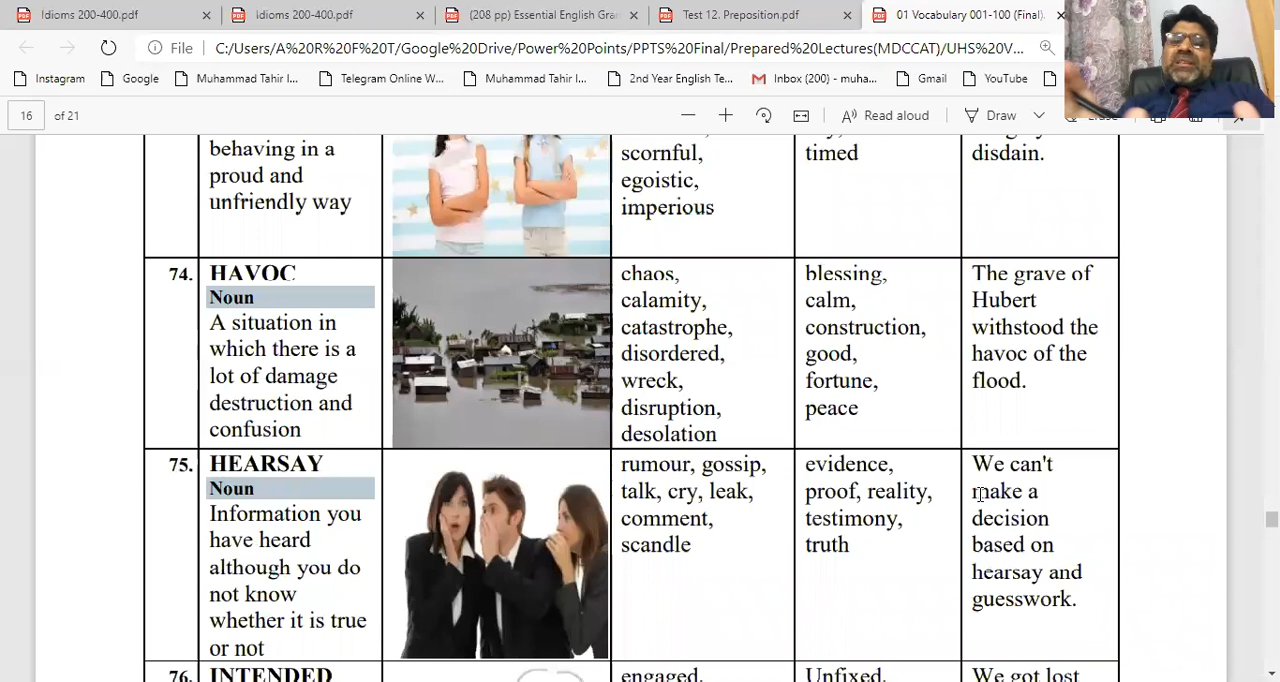 Idioms 200-400.pdf
Idioms 200-400.pdf
(208 pp) Essential English Gra
Test 12. Preposition.pdf
01 Vocabulary 001-100 (Final).
File
C:/Users/A%20R%20F%20T/Google%20Drive/Power%20Points/PPTS%20Final/Prepared%20Lectures(MDCCAT)/UHS%20V...
Instagram
Google
Muhammad Tahir I...
Telegram Online W...
Muhammad Tahir I...
2nd Year English Te...
Inbox (200) - muha...
Gmail
YouTube
16 of 21
Read aloud
Draw
behaving in a
proud and
unfriendly way
scornful,
egoistic,
imperious
timed
disdain.
74.
HAVOC
Noun
A situation in
which there is a
lot of damage
destruction and
confusion
chaos,
calamity,
catastrophe,
disordered,
wreck,
disruption,
desolation
blessing,
calm,
construction,
good,
fortune,
peace
The grave of
Hubert
withstood the
havoc of the
flood.
75.
HEARSAY
Noun
Information you
have heard
although you do
not know
whether it is true
or not
rumour, gossip,
talk, cry, leak,
comment,
scandle
evidence,
proof, reality,
testimony,
truth
We can't
make a
decision
based on
hearsay and
guesswork.
76.
INTENDED
engaged,
Unfixed,
We got lost